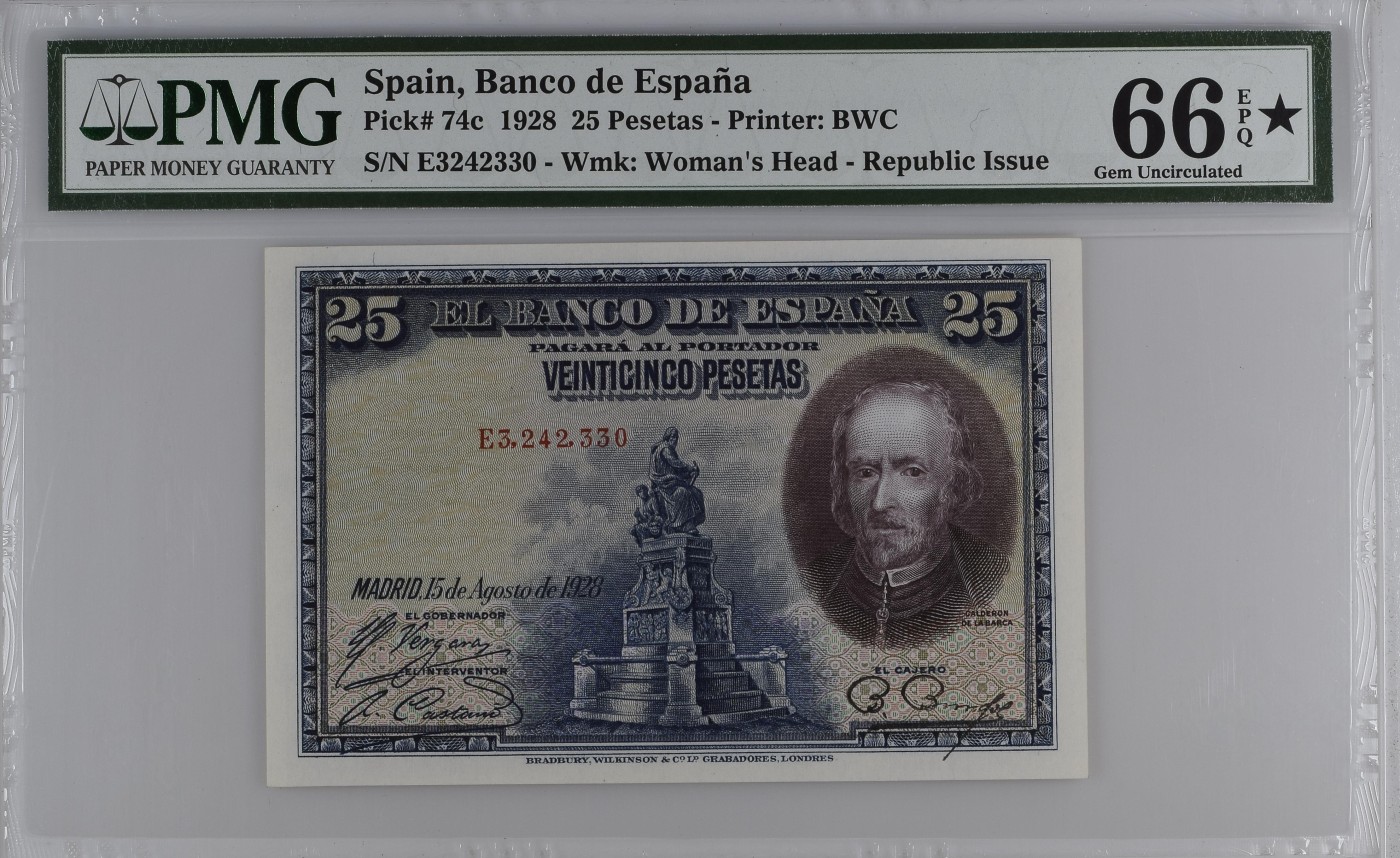 PMG
PAPER MONEY GUARANTY
Spain, Banco de España
Pick# 74c 1928 25 Pesetas - Printer: BWC
S/N E3242330 - Wmk: Woman's Head - Republic Issue
66 EPQ ★
Gem Uncirculated
25 EL BANCO DE ESPAÑA 25
PAGARÁ AL PORTADOR
VEINTICINCO PESETAS
E3,242,330
MADRID, 15 de Agosto de 1928
EL GOBERNADOR
CALDERON
DE LA BARCA
EL INTERVENTOR
EL CAJERO
BRADBURY, WILKINSON & Cº Lº GRABADORES, LONDRES